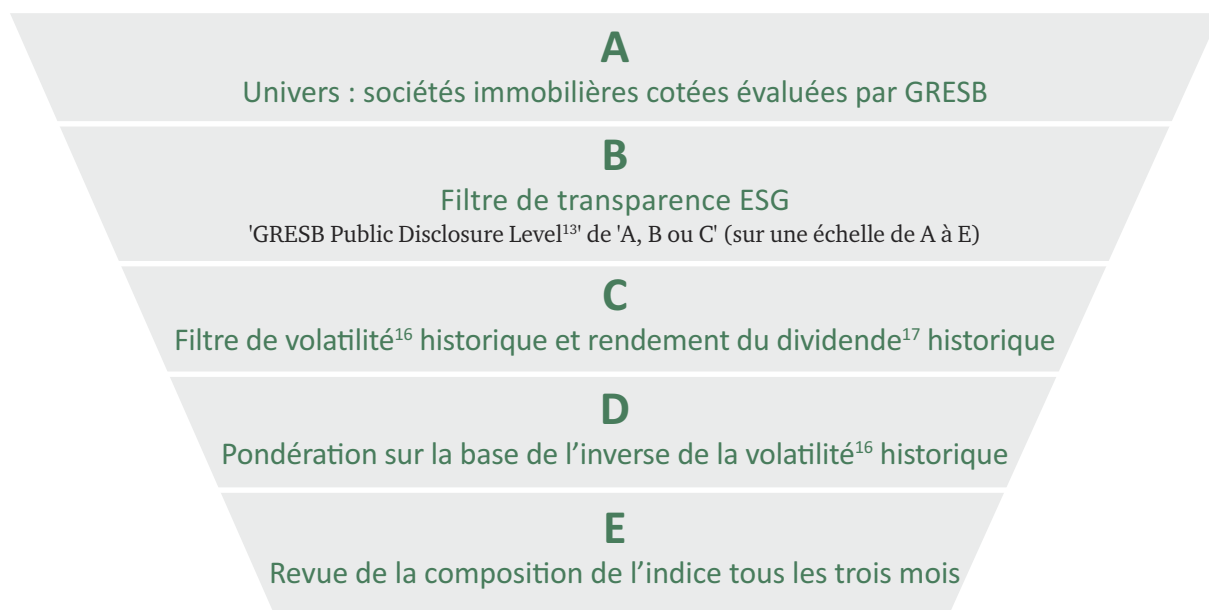 A
Univers : sociétés immobilières cotées évaluées par GRESB
B
Filtre de transparence ESG
'GRESB Public Disclosure Level¹³' de 'A, B ou C' (sur une échelle de A à E)
C
Filtre de volatilité¹⁶ historique et rendement du dividende¹⁷ historique
D
Pondération sur la base de l’inverse de la volatilité¹⁶ historique
E
Revue de la composition de l’indice tous les trois mois